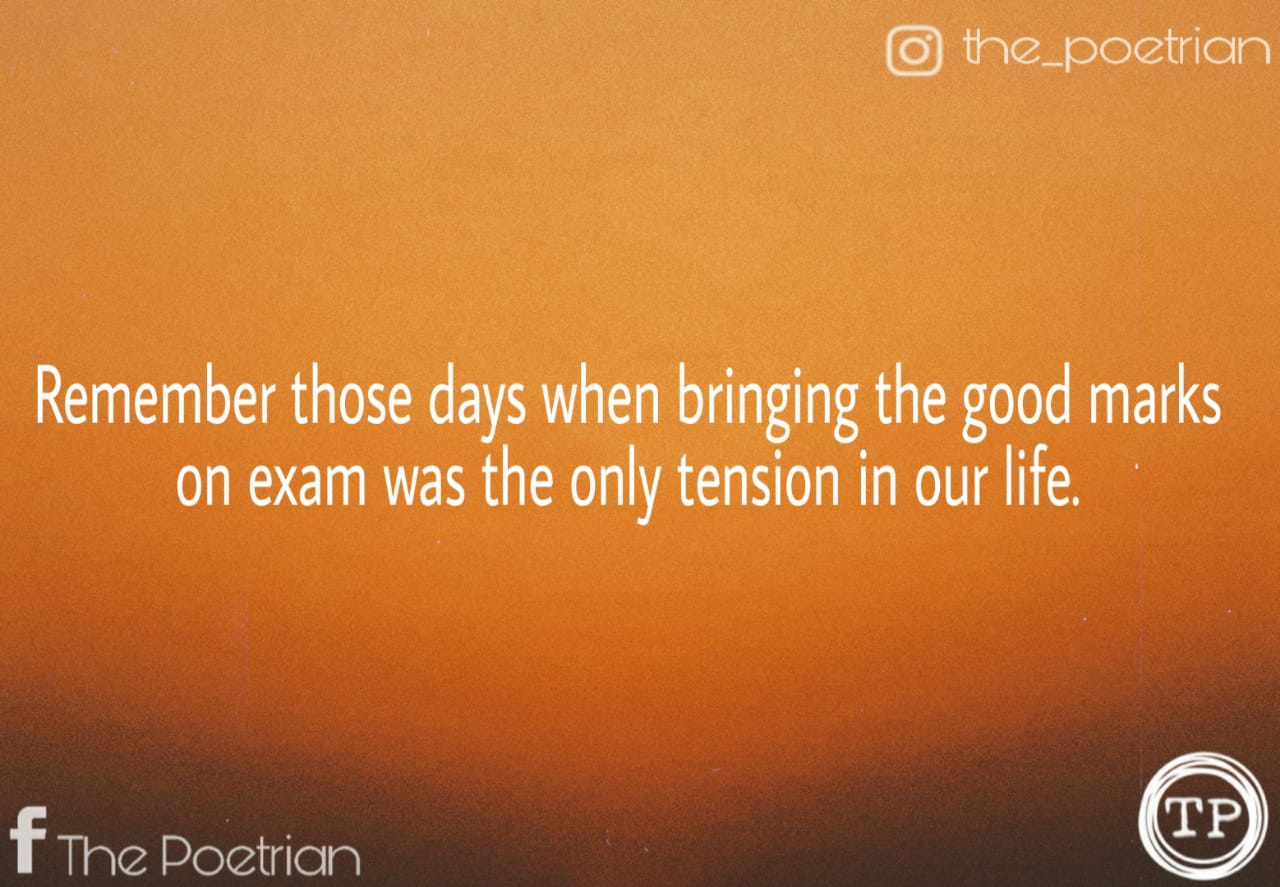 the_poetrian
Remember those days when bringing the good marks
on exam was the only tension in our life.
f The Poetrian
TP